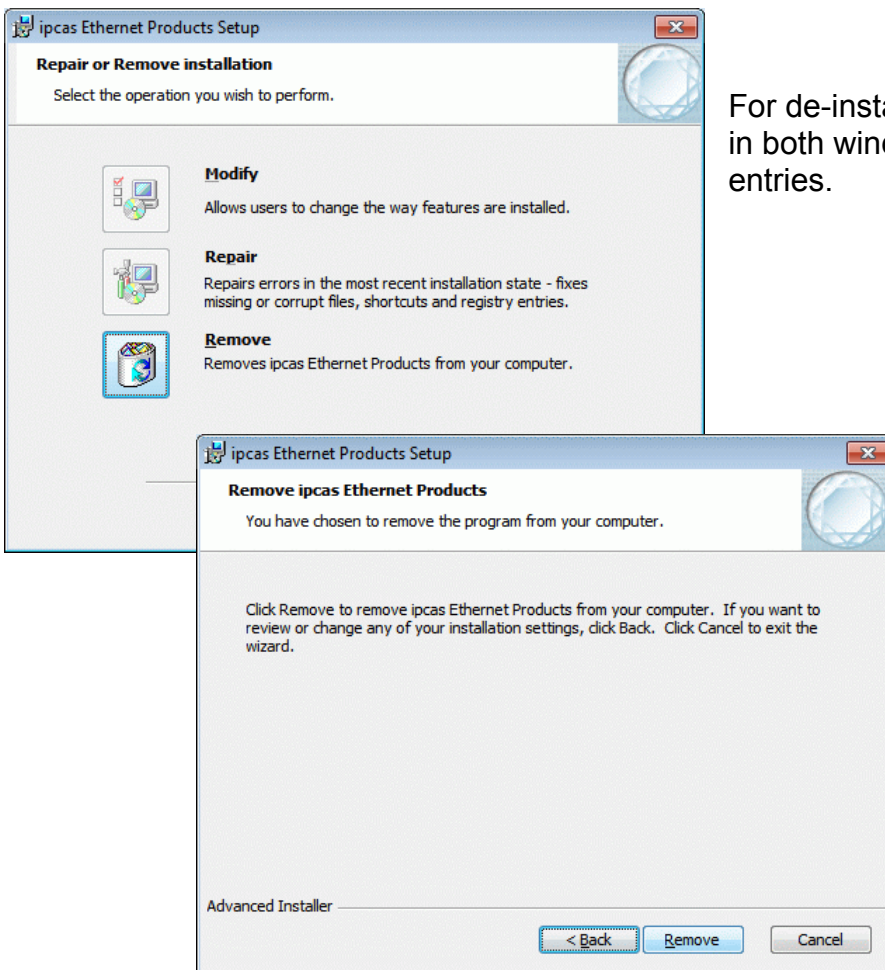 ipcas Ethernet Products Setup
Repair or Remove installation
Select the operation you wish to perform.
Modify
Allows users to change the way features are installed.
Repair
Repairs errors in the most recent installation state - fixes
missing or corrupt files, shortcuts and registry entries.
Remove
Removes ipcas Ethernet Products from your computer.
For
in both
entries.
ipcas Ethernet Products Setup
Remove ipcas Ethernet Products
You have chosen to remove the program from your computer.
Click Remove to remove ipcas Ethernet Products from your computer. If you want to
review or change any of your installation settings, click Back. Click Cancel to exit the
wizard.
Advanced Installer
< Back Remove Cancel